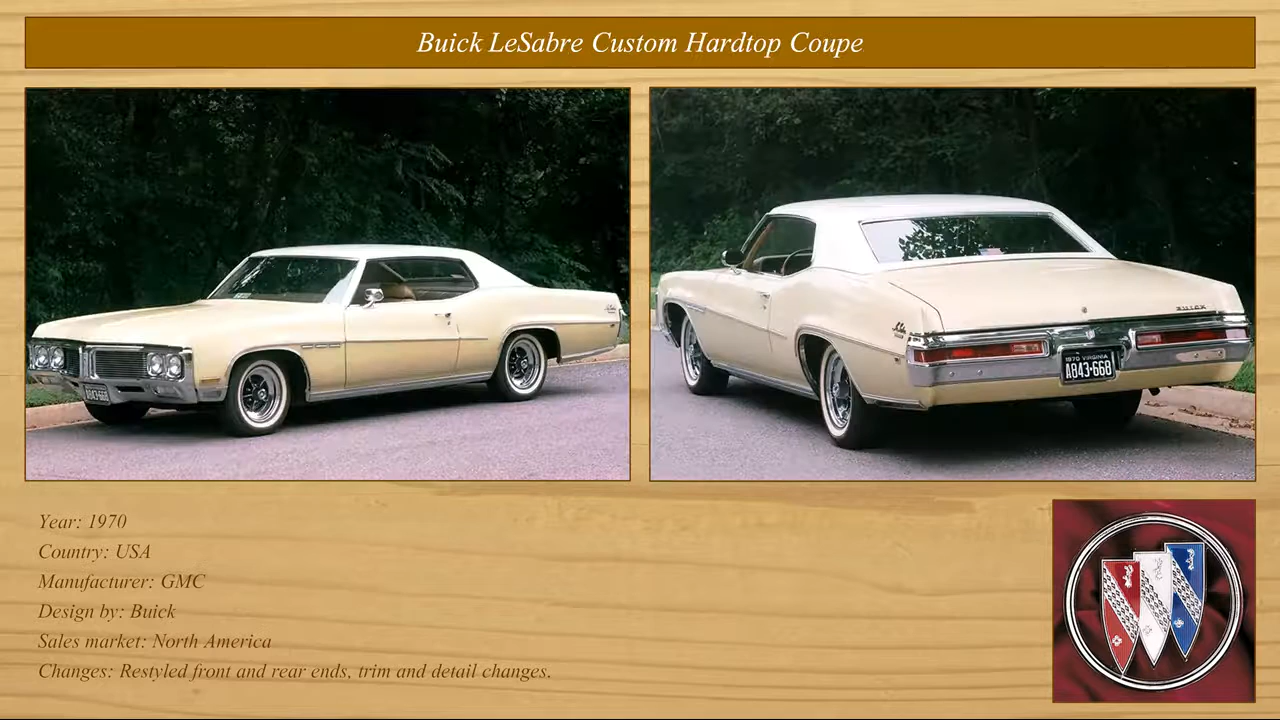 Buick LeSabre Custom Hardtop Coupe
BUICK
1970 VIRGINIA
A843-668
Year: 1970
Country: USA
Manufacturer: GMC
Design by: Buick
Sales market: North America
Changes: Restyled front and rear ends, trim and detail changes.